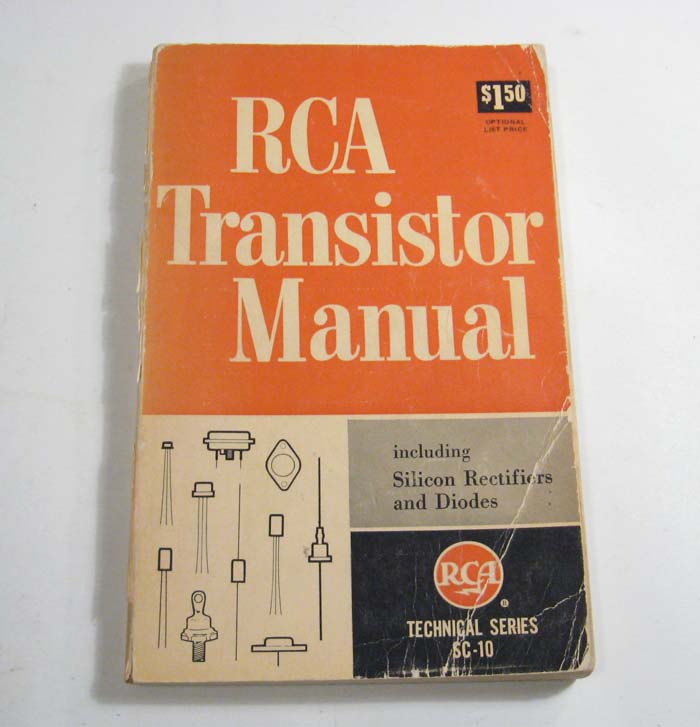 $1.50
OPTIONAL
LIST PRICE
RCA
Transistor
Manual
including
Silicon Rectifiers
and Diodes
RCA
®
TECHNICAL SERIES
SC-10